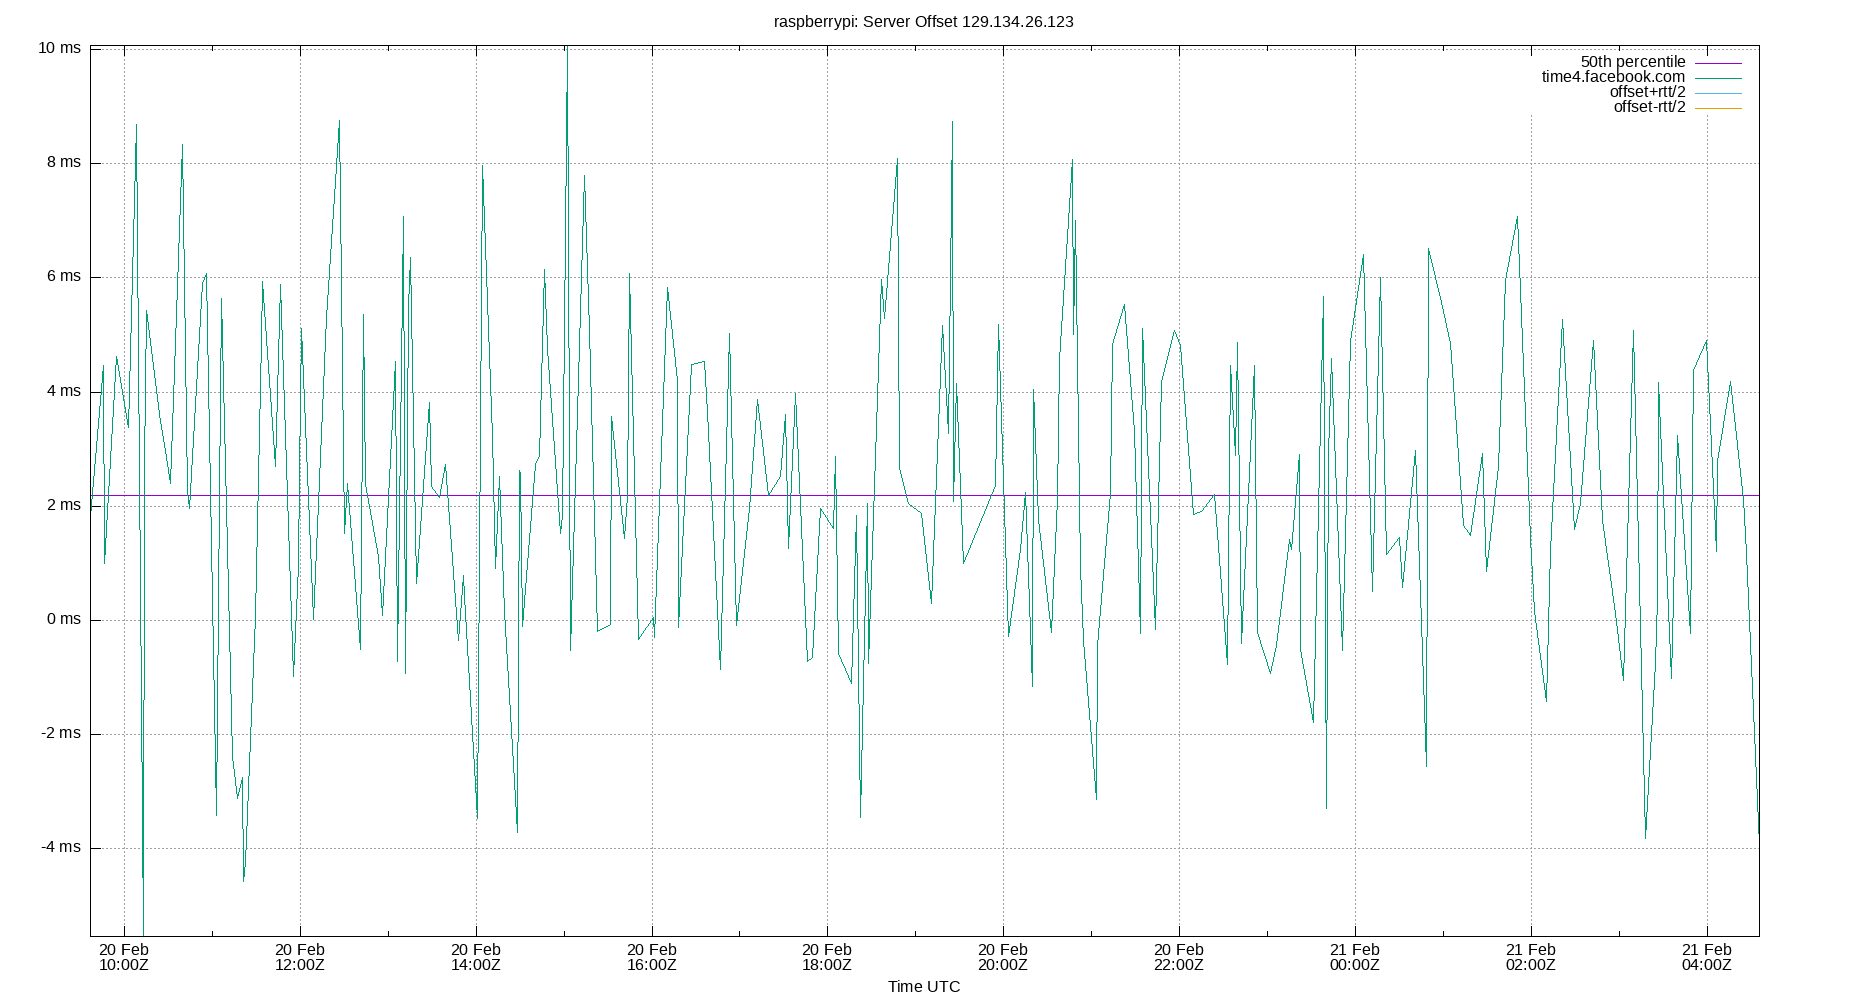 raspberrypi: Server Offset 129.134.26.123
10 ms
8 ms
6 ms
4 ms
2 ms
0 ms
-2 ms
-4 ms
50th percentile
time4.facebook.com
offset+rtt/2
offset-rtt/2
20 Feb 20 Feb 20 Feb 20 Feb 20 Feb 20 Feb 20 Feb 21 Feb 21 Feb 21 Feb
10:00Z 12:00Z 14:00Z 16:00Z 18:00Z 20:00Z 22:00Z 00:00Z 02:00Z 04:00Z
Time UTC